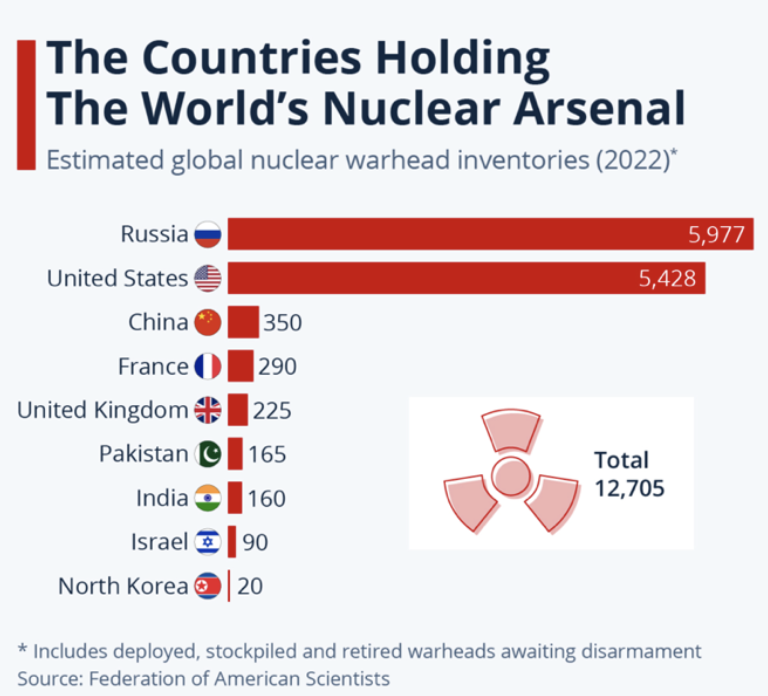 The Countries Holding
The World's Nuclear Arsenal
Estimated global nuclear warhead inventories (2022)*
Russia 5,977
United States 5,428
China 350
France 290
United Kingdom 225
Pakistan 165
India 160
Israel 90
North Korea 20
Total
12,705
* Includes deployed, stockpiled and retired warheads awaiting disarmament
Source: Federation of American Scientists